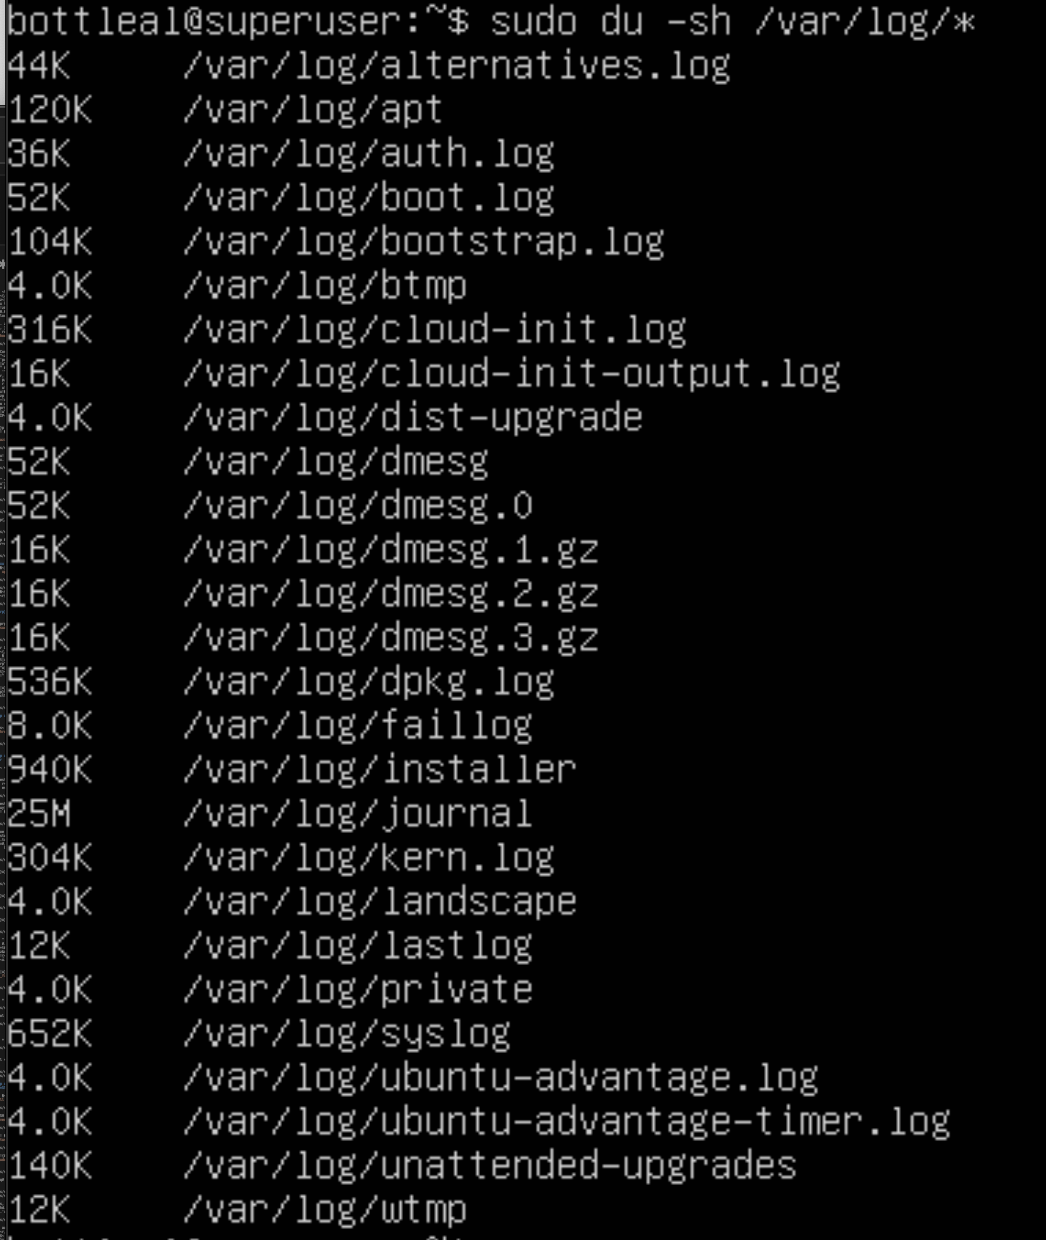 bottleal@superuser:~$ sudo du -sh /var/log/*
44K /var/log/alternatives.log
120K /var/log/apt
36K /var/log/auth.log
52K /var/log/boot.log
104K /var/log/bootstrap.log
4.0K /var/log/btmp
316K /var/log/cloud-init.log
16K /var/log/cloud-init-output.log
4.0K /var/log/dist-upgrade
52K /var/log/dmesg
52K /var/log/dmesg.0
16K /var/log/dmesg.1.gz
16K /var/log/dmesg.2.gz
16K /var/log/dmesg.3.gz
536K /var/log/dpkg.log
8.0K /var/log/faillog
940K /var/log/installer
25M /var/log/journal
304K /var/log/kern.log
4.0K /var/log/landscape
12K /var/log/lastlog
4.0K /var/log/private
652K /var/log/syslog
4.0K /var/log/ubuntu-advantage.log
4.0K /var/log/ubuntu-advantage-timer.log
140K /var/log/unattended-upgrades
12K /var/log/wtmp